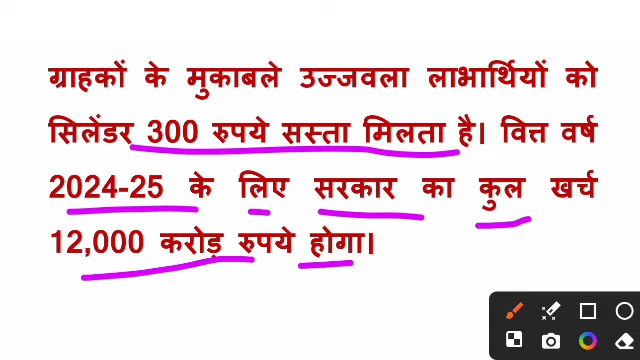 ग्राहकों के मुकाबले उज्जवला लाभार्थियों को
सिलेंडर 300 रुपये सस्ता मिलता है। वित्त वर्ष
2024-25 के लिए सरकार का कुल खर्च
12,000 करोड़ रुपये होगा।